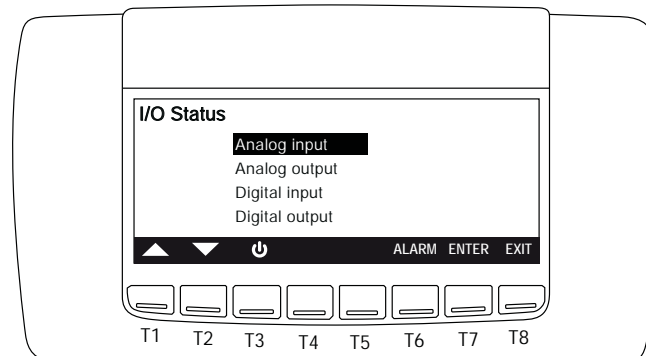 I/O Status
Analog input
Analog output
Digital input
Digital output
ALARM ENTER EXIT
T1 T2 T3 T4 T5 T6 T7 T8